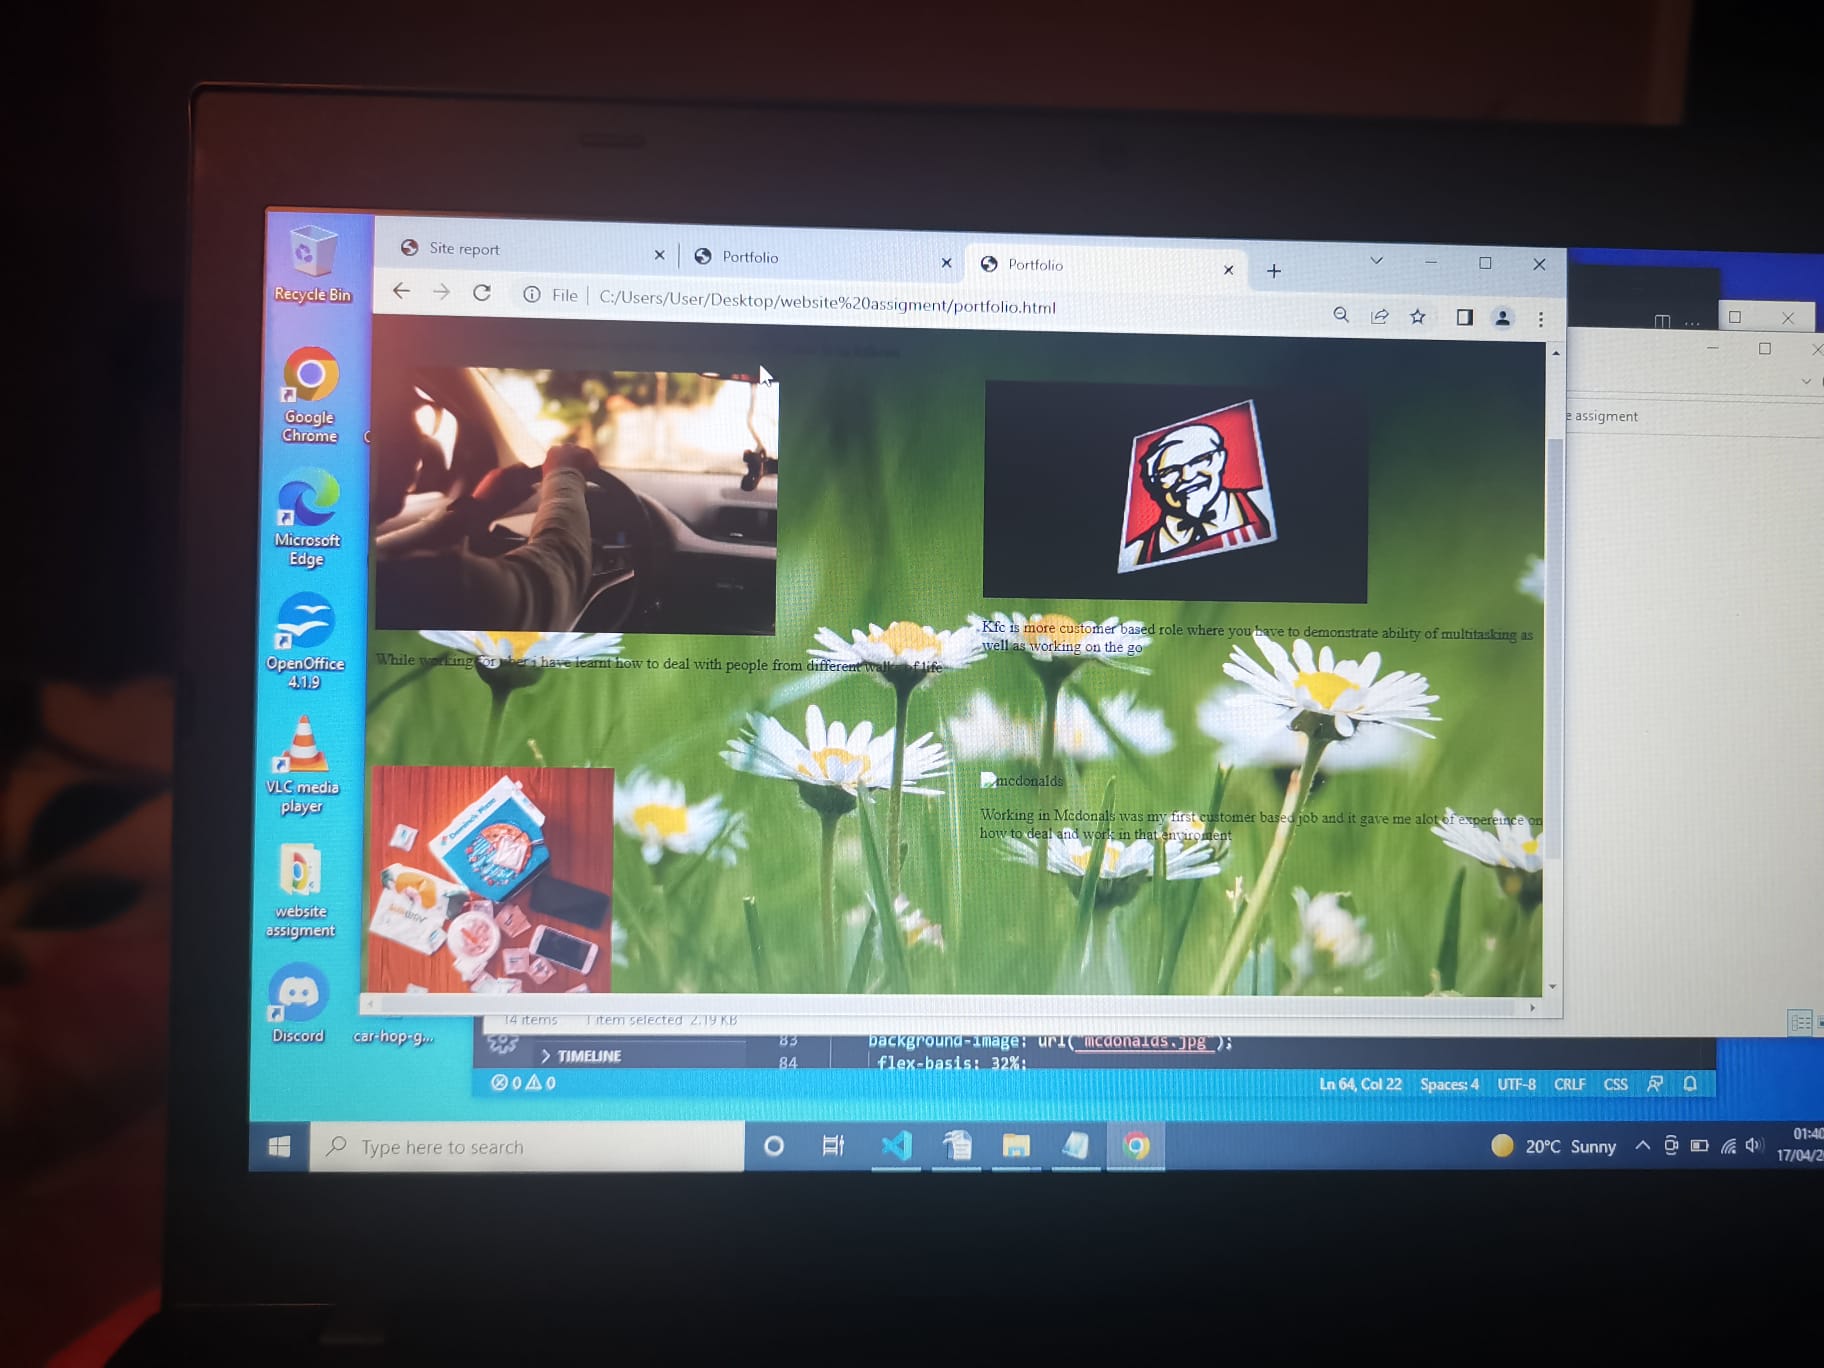 Recycle Bin
Site report
Portfolio
Portfolio
File
C:/Users/User/Desktop/website%20assigment/portfolio.html
Google
Chrome
e assigment
Microsoft
Edge
OpenOffice
4.1.9
While working for uber i have learnt how to deal with people from different walks of life
Kfc is more customer based role where you have to demonstrate ability of multitasking as
well as working on the go
VLC media
player
mcdonalds
Working in Mcdonals was my first customer based job and it gave me alot of expereince on
how to deal and work in that enviroment
Domino's Pizza
website
assigment
Discord
car-hop-g...
14 items 1 item selected 2.19 KB
TIMELINE
83 background-image: url("mcdonalds.jpg");
84 flex-basis: 32%;
0 0
Ln 64, Col 22 Spaces: 4 UTF-8 CRLF CSS
Type here to search
20°C Sunny
01:40
17/04/2